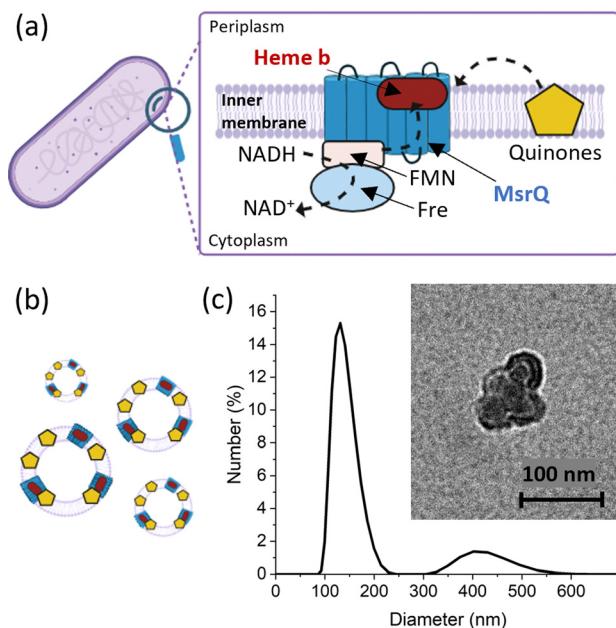 (a)
Periplasm
Heme b
Inner
membrane
Quinones
NADH
FMN
MsrQ
NAD⁺
Fre
Cytoplasm
(b)
(c)
16
14
12
10
8
6
4
2
0
Number (%)
100 nm
0 100 200 300 400 500 600
Diameter (nm)